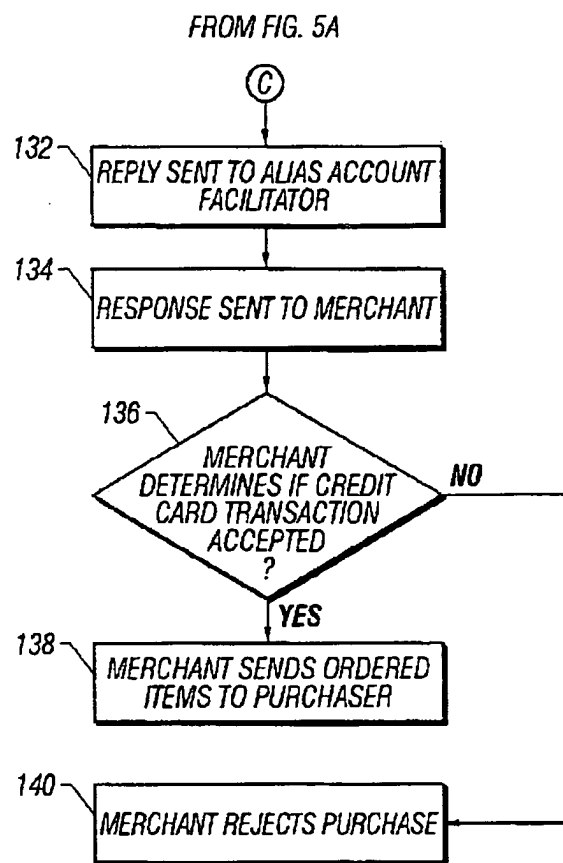 FROM FIG. 5A
C
132
REPLY SENT TO ALIAS ACCOUNT
FACILITATOR
134
RESPONSE SENT TO MERCHANT
136
MERCHANT
DETERMINES IF CREDIT
CARD TRANSACTION
ACCEPTED
?
NO
YES
138
MERCHANT SENDS ORDERED
ITEMS TO PURCHASER
140
MERCHANT REJECTS PURCHASE